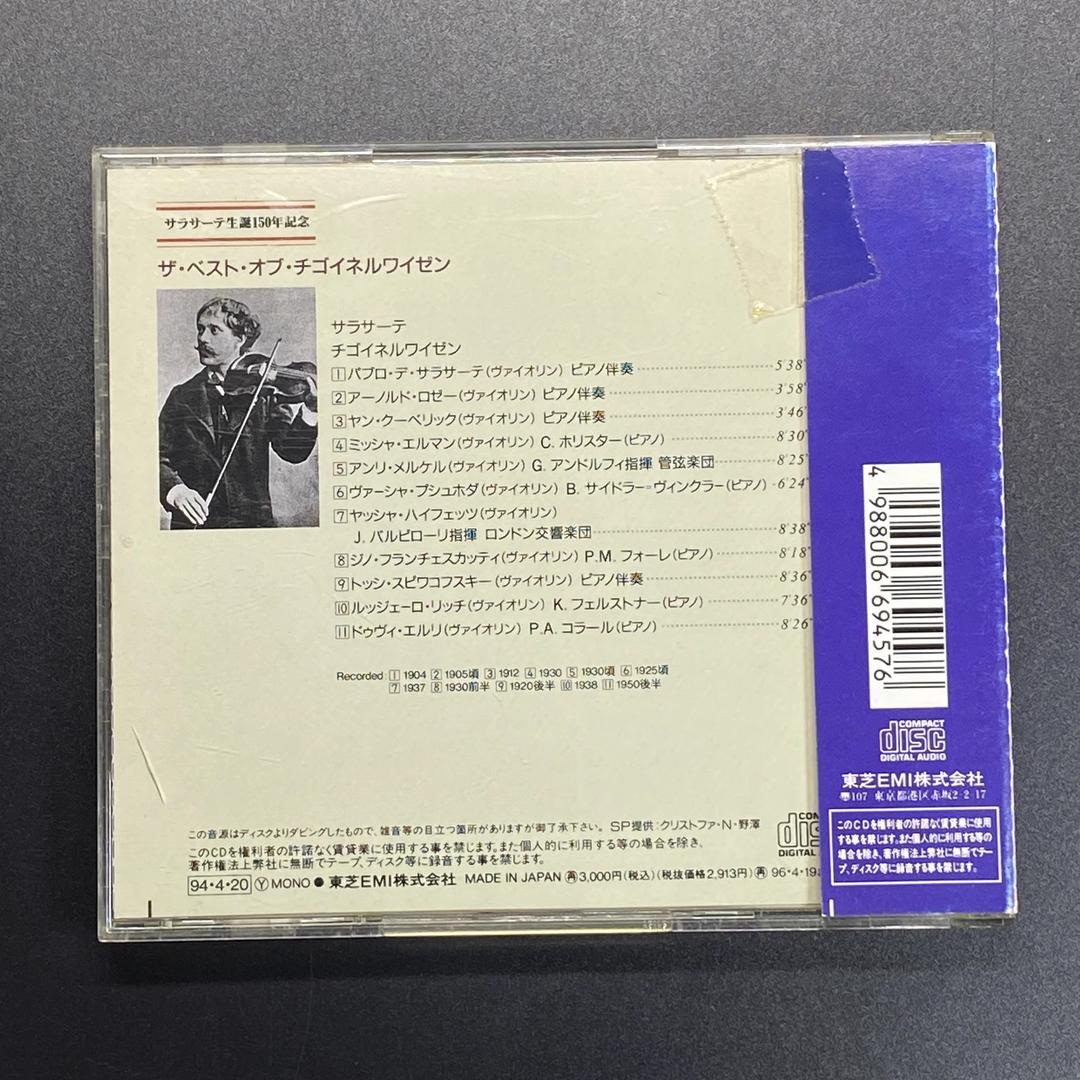 サラサーテ生誕150年記念
ザ・ベスト・オブ・チゴイネルワイゼン
サラサーテ
チゴイネルワイゼン
1 パブロ・デ・サラサーテ(ヴァイオリン) ピアノ伴奏 5'38"
2 アーノルド・ロゼー(ヴァイオリン) ピアノ伴奏 3'58"
3 ヤン・クーベリック(ヴァイオリン) ピアノ伴奏 3'46"
4 ミッシャ・エルマン(ヴァイオリン) C. ホリスター(ピアノ) 8'30"
5 アンリ・メルケル(ヴァイオリン) G. アンドルフィ指揮 管弦楽団 8'25"
6 ヴァーシャ・プシュホダ(ヴァイオリン) B. サイドラー=ヴィンクラー(ピアノ) 6'24"
7 ヤッシャ・ハイフェッツ(ヴァイオリン)
J. バルビローリ指揮 ロンドン交響楽団 8'38"
8 ジノ・フランチェスカッティ(ヴァイオリン) P.M. フォーレ(ピアノ) 8'18"
9 トッシ・スピワコフスキー(ヴァイオリン) ピアノ伴奏 8'36"
10 ルッジェーロ・リッチ(ヴァイオリン) K. フェルストナー(ピアノ) 7'36"
11 ドゥヴィ・エルリ(ヴァイオリン) P.A. コラール(ピアノ) 8'26"
Recorded: 1 1904 2 1905頃 3 1912 4 1930 5 1930頃 6 1925頃
7 1937 8 1930前半 9 1920後半 10 1938 11 1950後半
この音源はディスクよりダビングしたもので、雑音等の目立つ箇所がありますが御了承下さい。 SP提供:クリストファ・N・野澤
このCDを権利者の許諾なく賃貸業に使用する事を禁じます。また個人的に利用する等の場合を除き、
著作権法上弊社に無断でテープ、ディスク等に録音する事を禁じます。
94・4・20 Ⓨ MONO ● 東芝EMI株式会社 MADE IN JAPAN ㊢3,000円(税込)(税抜価格2,913円)㊢ 96・4・19
COM
dis
DIGITAL
4 988006 694576
COMPACT
disc
DIGITAL AUDIO
東芝EMI株式会社
〒107 東京都港区赤坂2-2-17
このCDを権利者の許諾なく賃貸業に使用
する事を禁じます。また個人的に利用する等の
場合を除き、著作権法上弊社に無断でテー
プ、ディスク等に録音する事を禁じます。